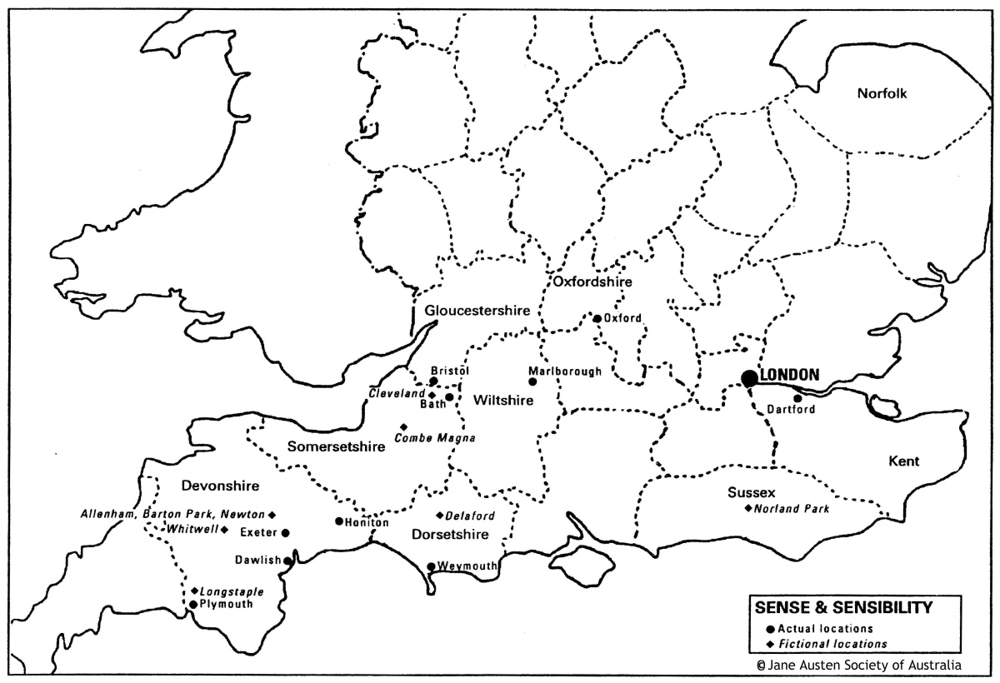 Norfolk
Oxfordshire
Gloucestershire
Oxford
Bristol
Marlborough
LONDON
Cleveland
Bath
Wiltshire
Dartford
Combe Magna
Somersetshire
Kent
Devonshire
Sussex
Norland Park
Allenham, Barton Park, Newton
Delaford
Honiton
Whitwell
Exeter
Dorsetshire
Dawlish
Weymouth
Longstaple
Plymouth
SENSE & SENSIBILITY
Actual locations
Fictional locations
© Jane Austen Society of Australia